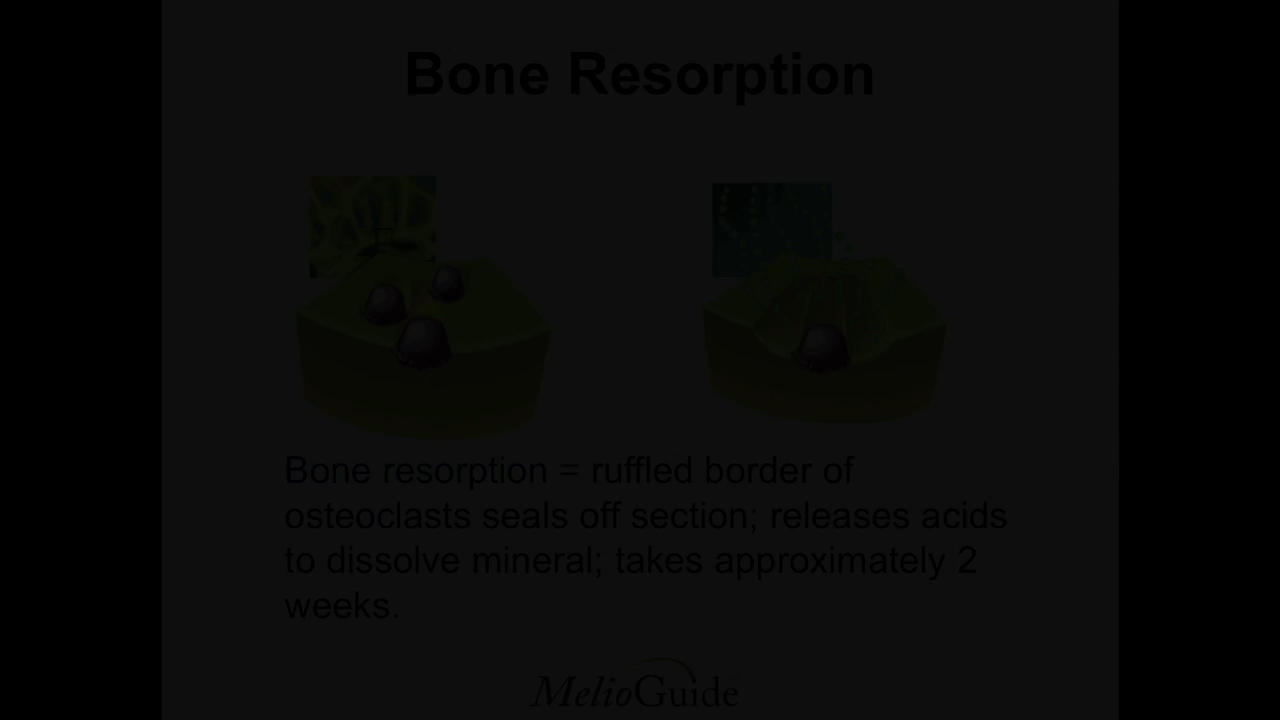 Bone Resorption
Bone resorption = ruffled border of
osteoclasts seals off section; releases acids
to dissolve mineral; takes approximately 2
weeks.
MelioGuide